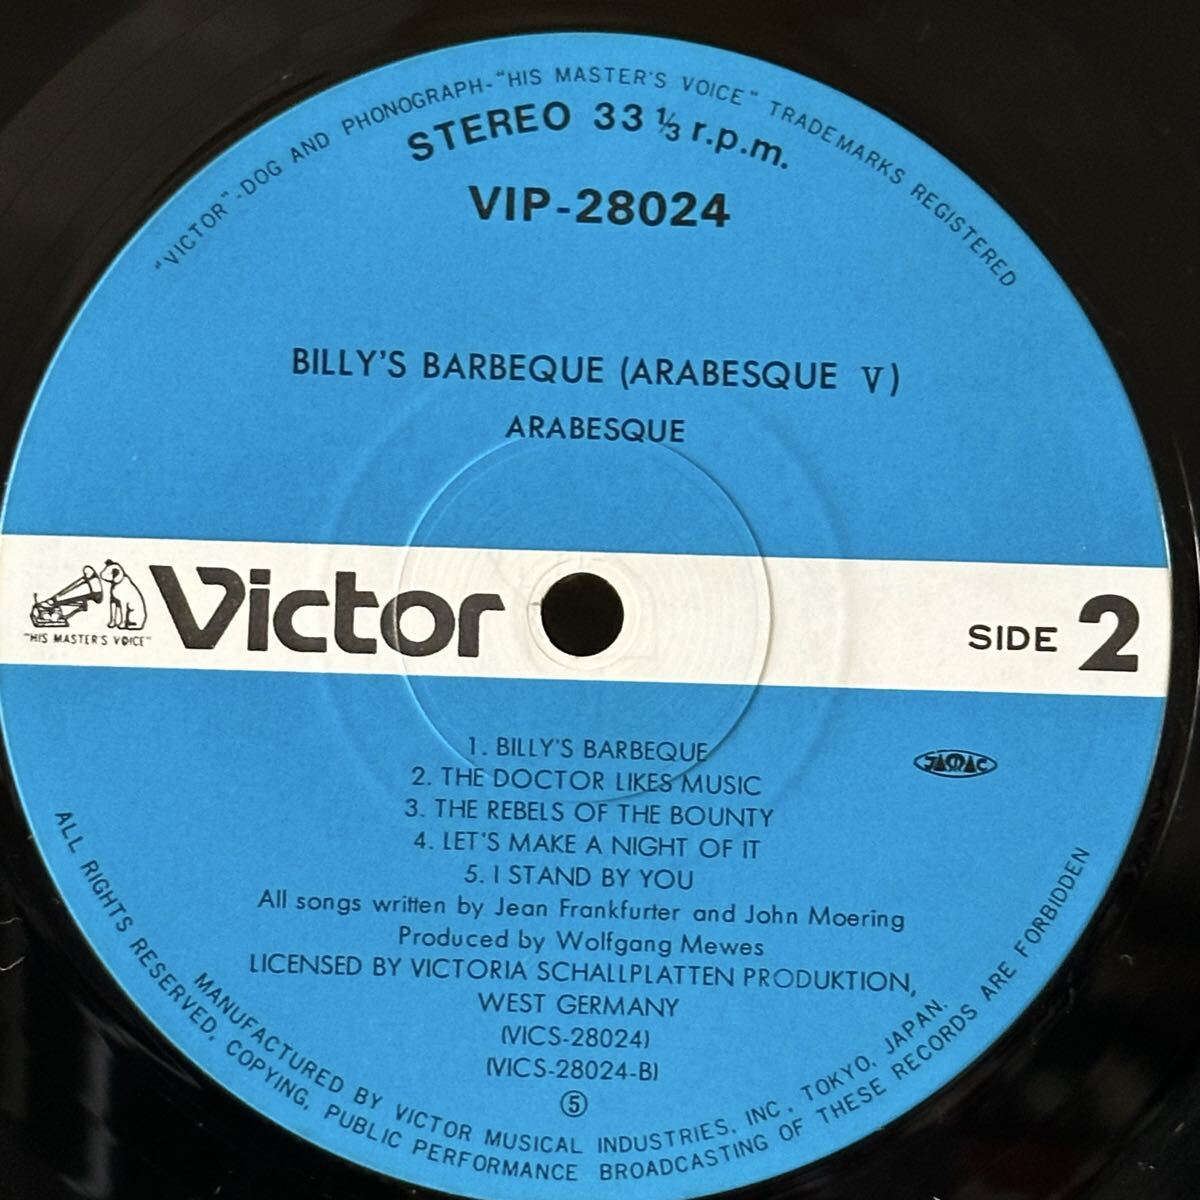 "VICTOR"-DOG AND PHONOGRAPH-"HIS MASTER'S VOICE" TRADEMARKS REGISTERED
STEREO 33 1/3 r.p.m.
VIP-28024
BILLY'S BARBEQUE (ARABESQUE V)
ARABESQUE
"HIS MASTER'S VOICE"
Victor
SIDE 2
1. BILLY'S BARBEQUE
2. THE DOCTOR LIKES MUSIC
3. THE REBELS OF THE BOUNTY
4. LET'S MAKE A NIGHT OF IT
5. I STAND BY YOU
JASRAC
All songs written by Jean Frankfurter and John Moering
Produced by Wolfgang Mewes
LICENSED BY VICTORIA SCHALLPLATTEN PRODUKTION,
WEST GERMANY
(VICS-28024)
(VICS-28024-B)
⑤
MANUFACTURED BY VICTOR MUSICAL INDUSTRIES, INC, TOKYO, JAPAN.
ALL RIGHTS RESERVED, COPYING, PUBLIC PERFORMANCE BROADCASTING OF THESE RECORDS ARE FORBIDDEN